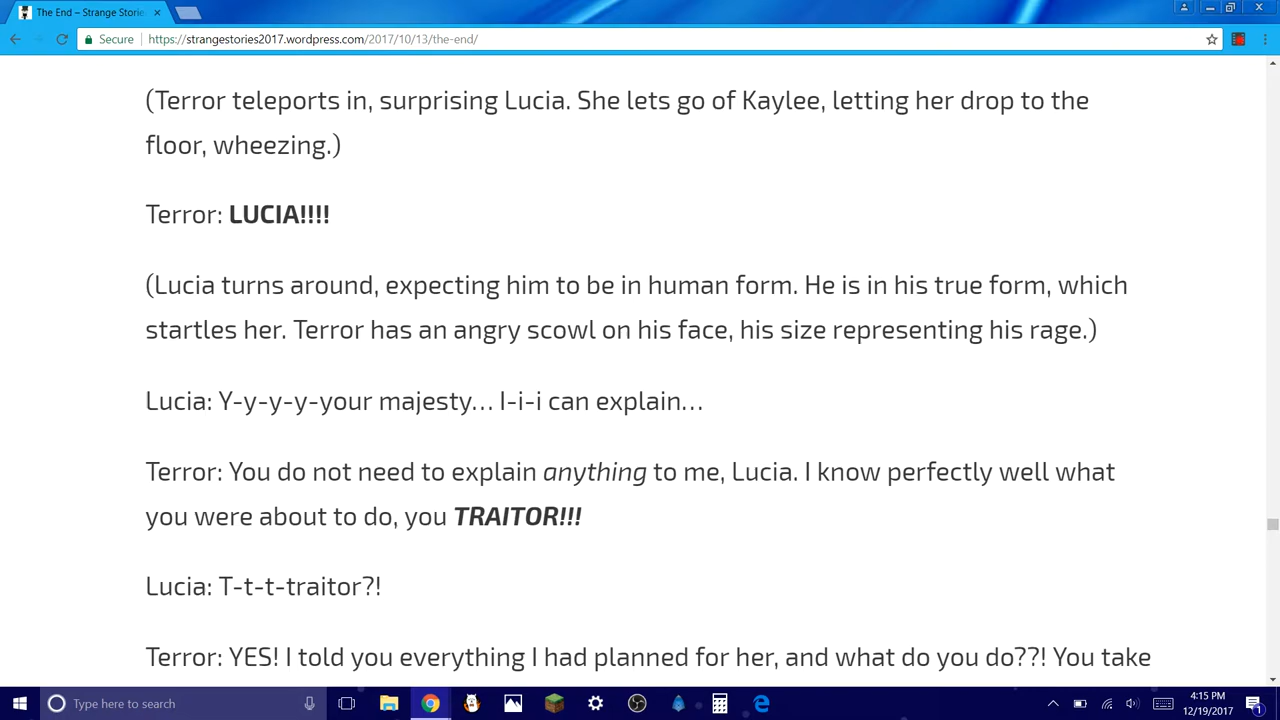 The End – Strange Storie
Secure
https://strangestories2017.wordpress.com/2017/10/13/the-end/
(Terror teleports in, surprising Lucia. She lets go of Kaylee, letting her drop to the
floor, wheezing.)
Terror: LUCIA!!!!
(Lucia turns around, expecting him to be in human form. He is in his true form, which
startles her. Terror has an angry scowl on his face, his size representing his rage.)
Lucia: Y-y-y-y-your majesty… I-i-i can explain…
Terror: You do not need to explain anything to me, Lucia. I know perfectly well what
you were about to do, you TRAITOR!!!
Lucia: T-t-t-traitor?!
Terror: YES! I told you everything I had planned for her, and what do you do??! You take
Type here to search
4:15 PM
12/19/2017
1